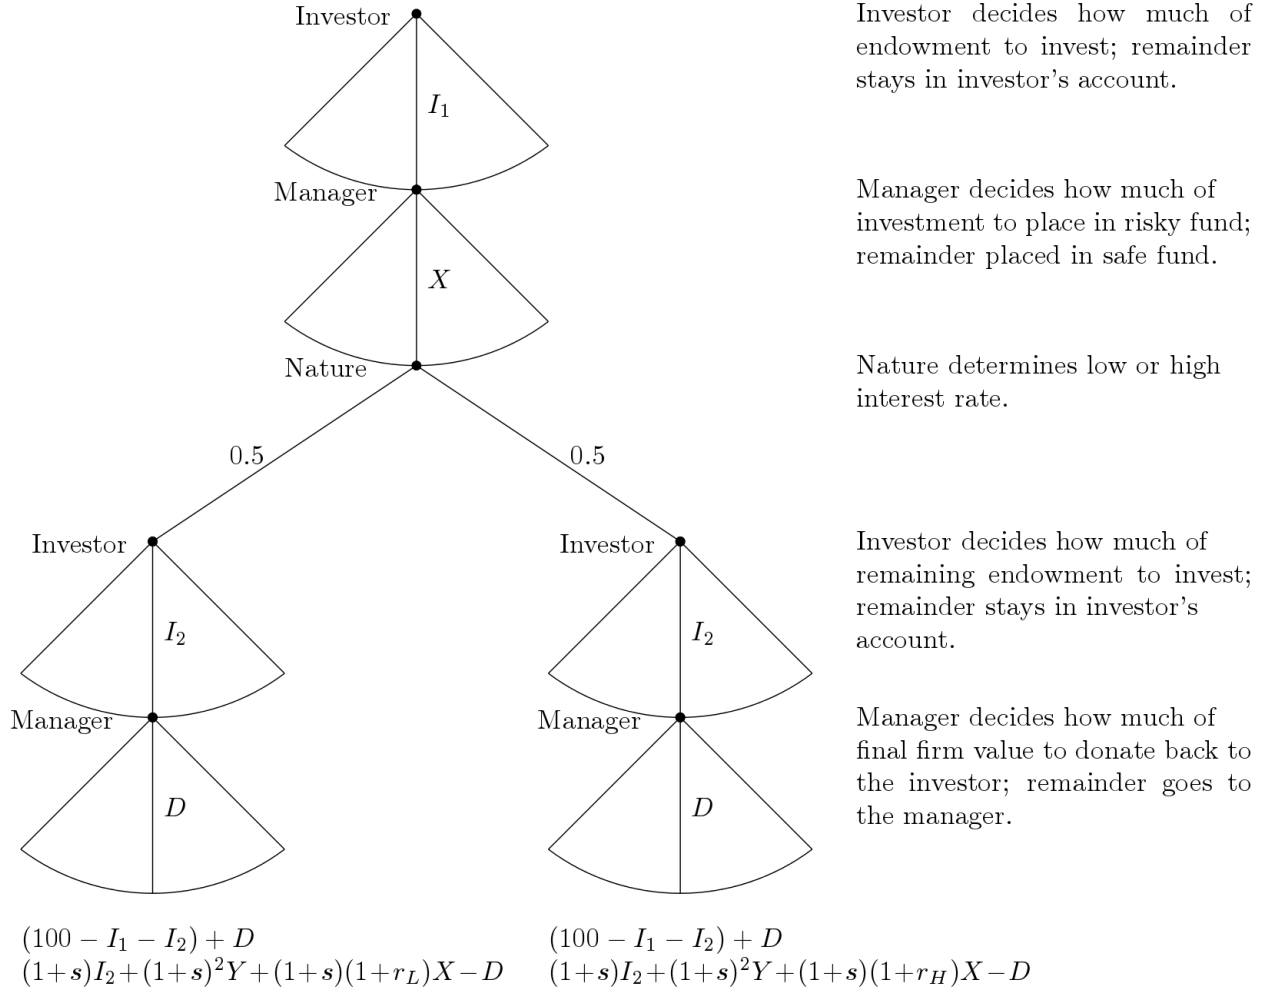 Investor
Investor decides how much of
endowment to invest; remainder
stays in investor's account.
I₁
Manager
Manager decides how much of
investment to place in risky fund;
remainder placed in safe fund.
X
Nature
Nature determines low or high
interest rate.
0.5
0.5
Investor
Investor
Investor decides how much of
remaining endowment to invest;
remainder stays in investor's
account.
I₂
I₂
Manager
Manager
Manager decides how much of
final firm value to donate back to
the investor; remainder goes to
the manager.
D
D
(100 − I₁ − I₂) + D
(1+s)I₂+(1+s)²Y+(1+s)(1+r_L)X−D
(100 − I₁ − I₂) + D
(1+s)I₂+(1+s)²Y+(1+s)(1+r_H)X−D